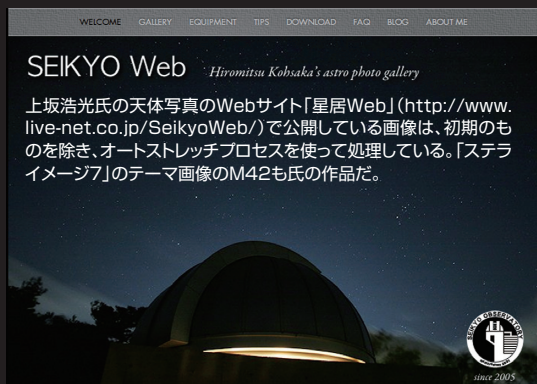 WELCOME GALLERY EQUIPMENT TIPS DOWNLOAD FAQ BLOG ABOUT ME
SEIKYO Web Hiromitsu Kohsaka's astro photo gallery
上坂浩光氏の天体写真のWebサイト「星居Web」（http://www.
live-net.co.jp/SeikyoWeb/）で公開している画像は、初期のも
のを除き、オートストレッチプロセスを使って処理している。「ステラ
イメージ7」のテーマ画像のM42も氏の作品だ。
SEIKYO OBSERVATORY
since 2005